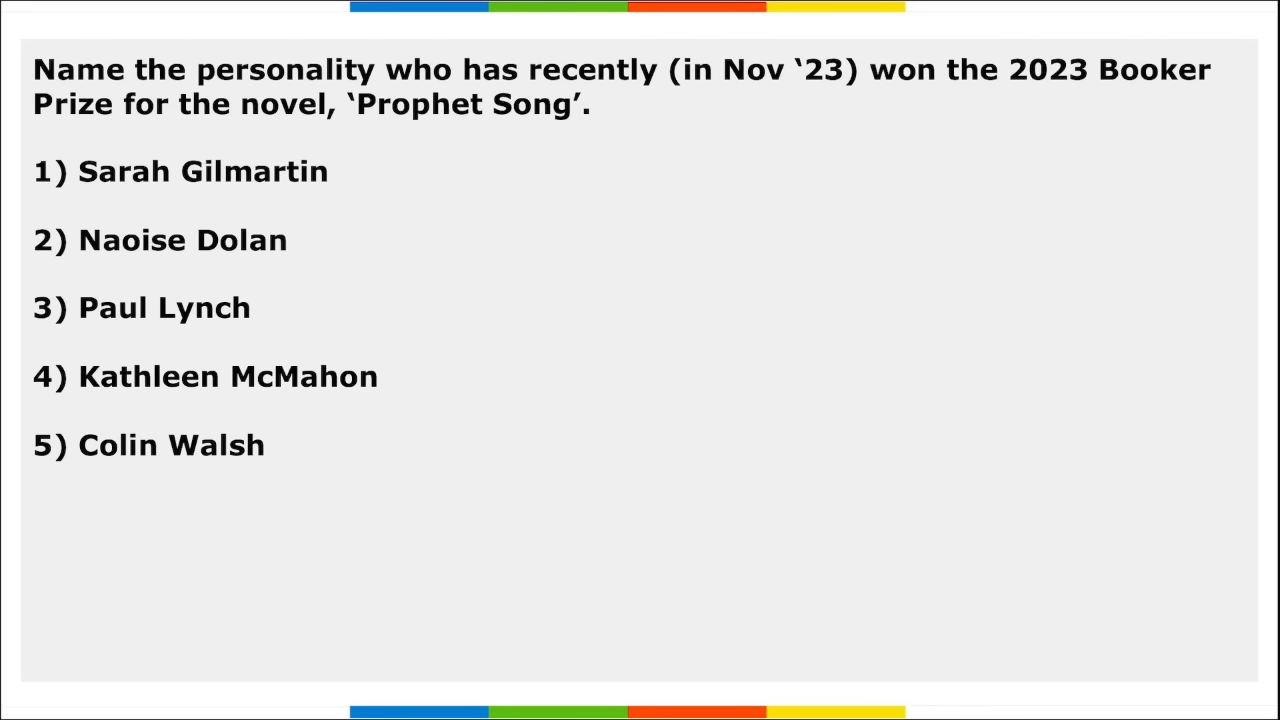 Name the personality who has recently (in Nov ‘23) won the 2023 Booker
Prize for the novel, ‘Prophet Song’.
1) Sarah Gilmartin
2) Naoise Dolan
3) Paul Lynch
4) Kathleen McMahon
5) Colin Walsh